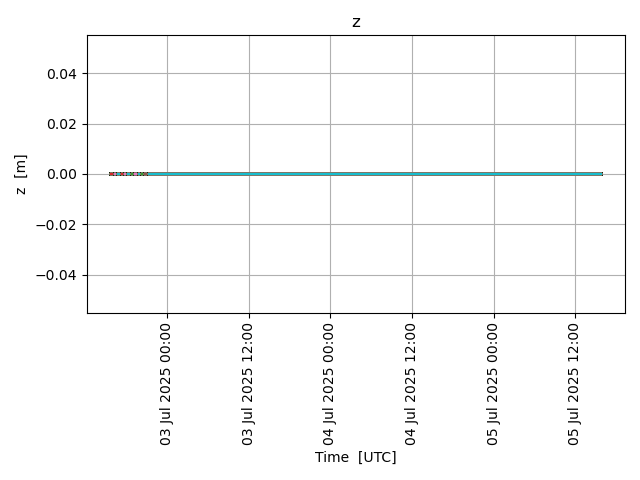 z
0.04
0.02
0.00
−0.02
−0.04
z [m]
03 Jul 2025 00:00
03 Jul 2025 12:00
04 Jul 2025 00:00
04 Jul 2025 12:00
05 Jul 2025 00:00
05 Jul 2025 12:00
Time [UTC]